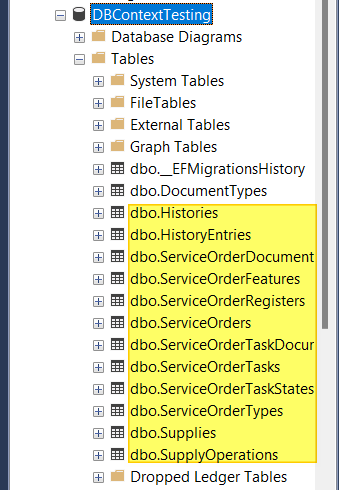 DBContextTesting
Database Diagrams
Tables
System Tables
FileTables
External Tables
Graph Tables
dbo.__EFMigrationsHistory
dbo.DocumentTypes
dbo.Histories
dbo.HistoryEntries
dbo.ServiceOrderDocument
dbo.ServiceOrderFeatures
dbo.ServiceOrderRegisters
dbo.ServiceOrders
dbo.ServiceOrderTaskDocur
dbo.ServiceOrderTasks
dbo.ServiceOrderTaskStates
dbo.ServiceOrderTypes
dbo.Supplies
dbo.SupplyOperations
Dropped Ledger Tables